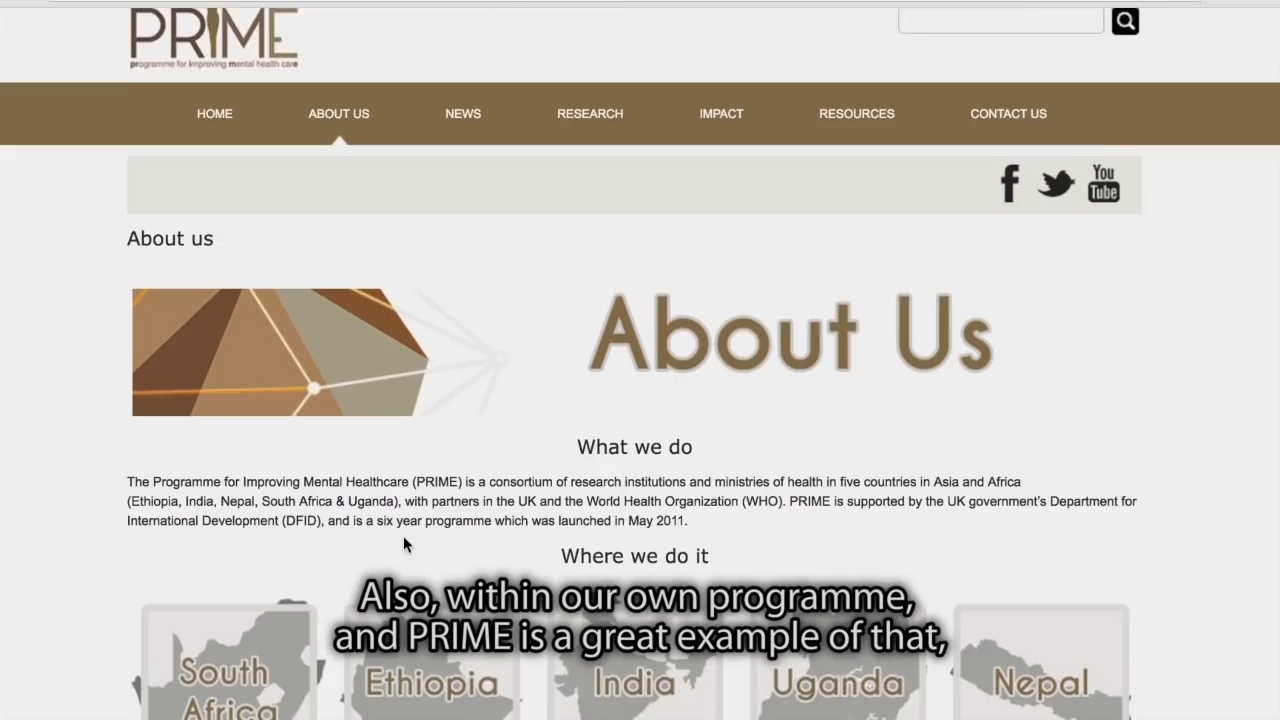 PRIME
programme for improving mental health care
HOME ABOUT US NEWS RESEARCH IMPACT RESOURCES CONTACT US
f You
Tube
About us
About Us
What we do
The Programme for Improving Mental Healthcare (PRIME) is a consortium of research institutions and ministries of health in five countries in Asia and Africa
(Ethiopia, India, Nepal, South Africa & Uganda), with partners in the UK and the World Health Organization (WHO). PRIME is supported by the UK government's Department for
International Development (DFID), and is a six year programme which was launched in May 2011.
Where we do it
Also, within our own programme,
and PRIME is a great example of that,
South
Africa
Ethiopia
India
Uganda
Nepal